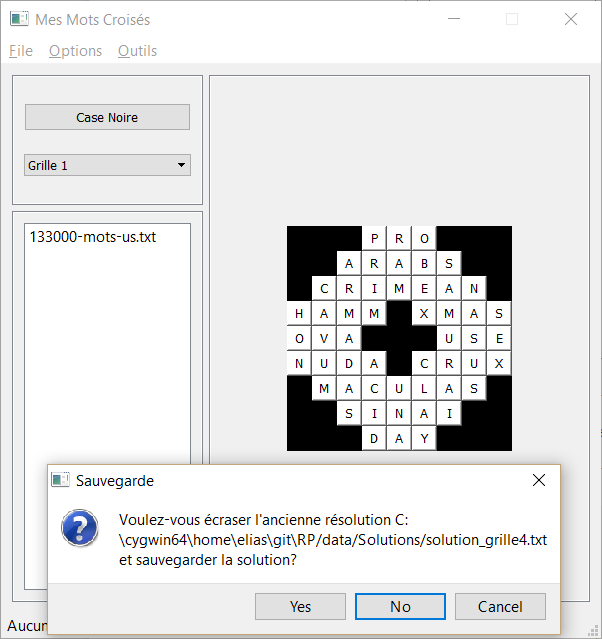 Mes Mots Croisés
File Options Outils
Case Noire
Grille 1
133000-mots-us.txt
P R O
A R A B S
C R I M E A N
H A M M X M A S
O V A U S E
N U D A C R U X
M A C U L A S
S I N A I
D A Y
Sauvegarde
Voulez-vous écraser l'ancienne résolution C:
\cygwin64\home\elias\git\RP/data/Solutions/solution_grille4.txt
et sauvegarder la solution?
Yes No Cancel
Aucun